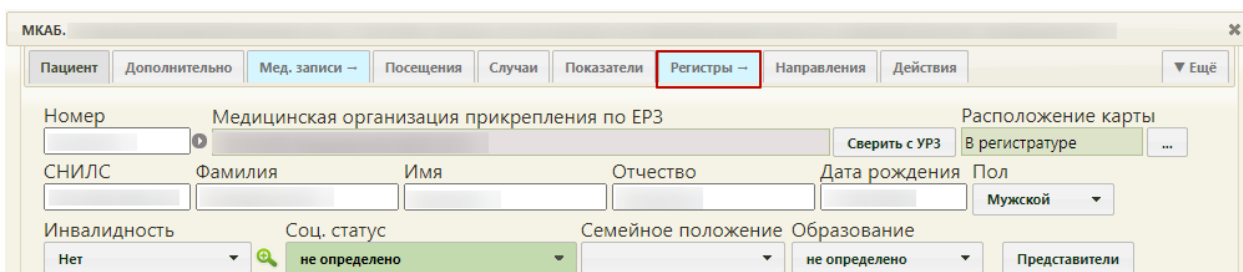 МКАБ.
Пациент Дополнительно Мед. записи → Посещения Случаи Показатели Регистры → Направления Действия ▼ Ещё
Номер Медицинская организация прикрепления по ЕРЗ Расположение карты
Сверить с УРЗ В регистратуре ...
СНИЛС Фамилия Имя Отчество Дата рождения Пол
Мужской
Инвалидность Соц. статус Семейное положение Образование
Нет не определено не определено Представители